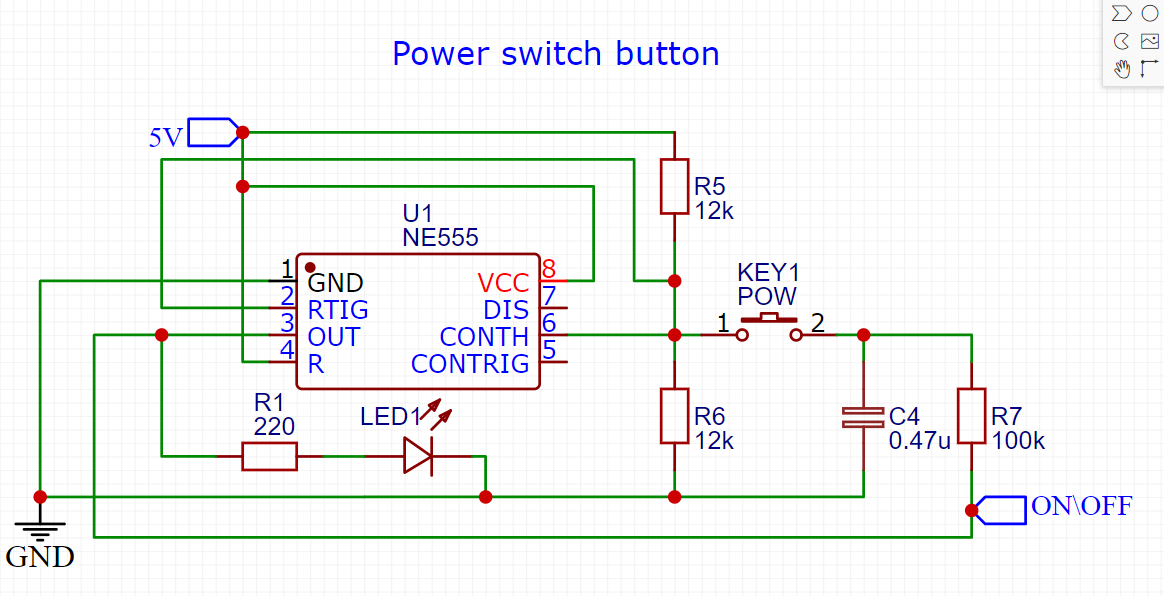 Power switch button
5V
R5
12k
U1
NE555
1
GND
VCC
8
2
RTIG
DIS
7
3
OUT
CONTH
6
4
R
CONTRIG
5
KEY1
POW
1
2
R1
220
LED1
R6
12k
C4
0.47u
R7
100k
ON\OFF
GND